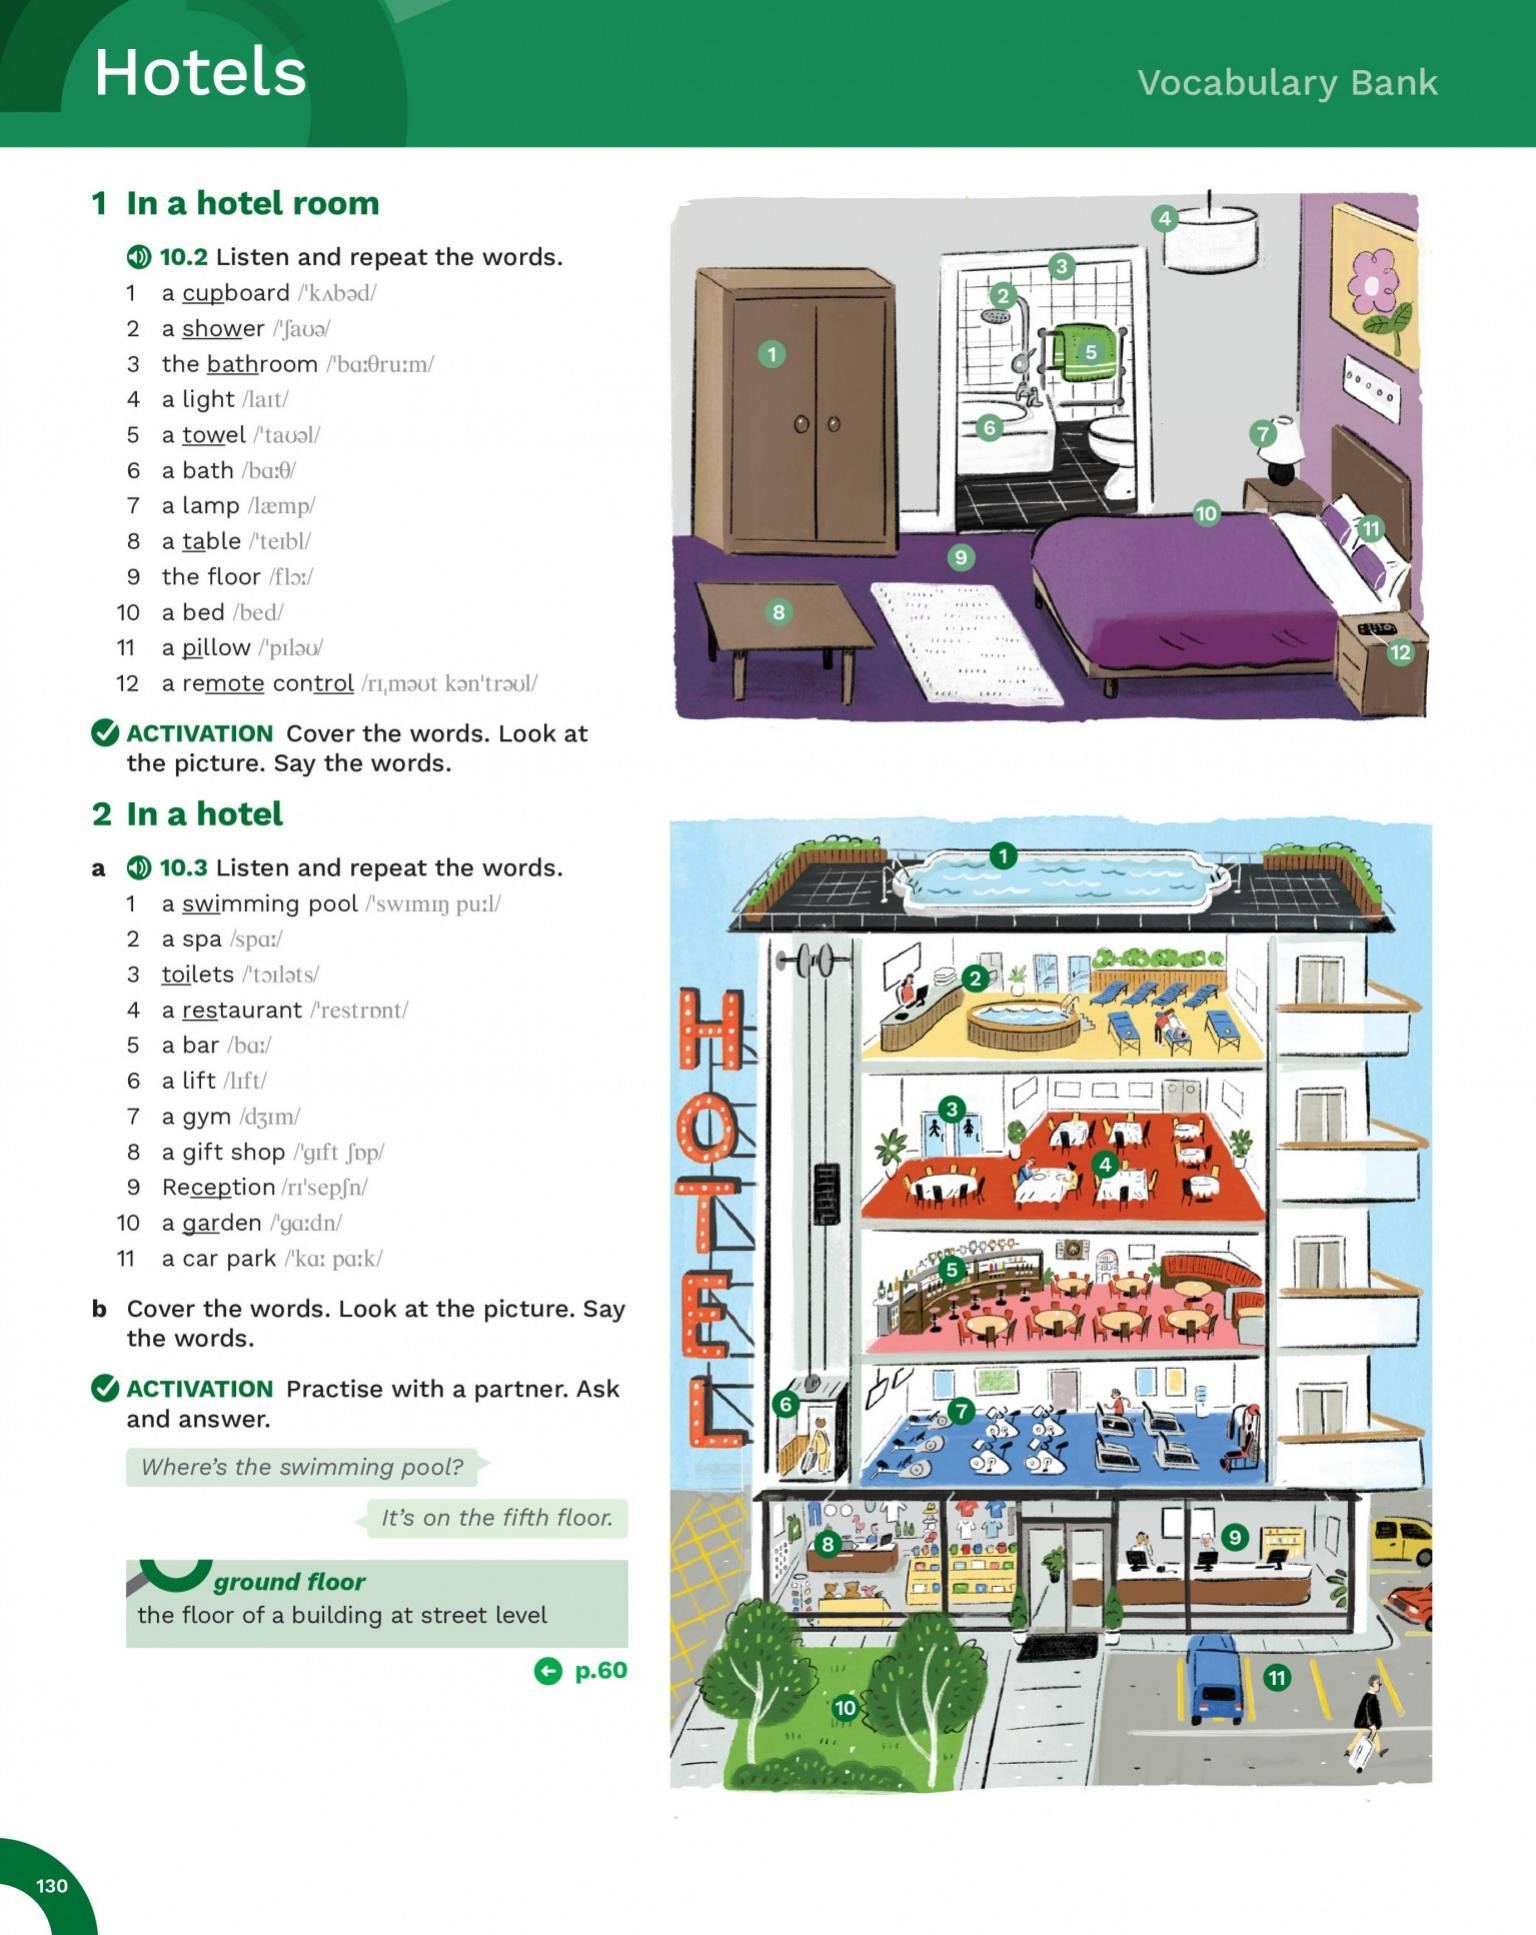 Hotels
Vocabulary Bank
1 In a hotel room
10.2 Listen and repeat the words.
1 a cupboard /ˈkʌbəd/
2 a shower /ˈʃaʊə/
3 the bathroom /ˈbɑːθruːm/
4 a light /laɪt/
5 a towel /ˈtaʊəl/
6 a bath /bɑːθ/
7 a lamp /læmp/
8 a table /ˈteɪbl/
9 the floor /flɔː/
10 a bed /bed/
11 a pillow /ˈpɪləʊ/
12 a remote control /rɪˌməʊt kənˈtrəʊl/
ACTIVATION Cover the words. Look at
the picture. Say the words.
4
3
2
1
5
6
7
10
11
9
8
12
2 In a hotel
a 10.3 Listen and repeat the words.
1 a swimming pool /ˈswɪmɪŋ puːl/
2 a spa /spɑː/
3 toilets /ˈtɔɪləts/
4 a restaurant /ˈrestrɒnt/
5 a bar /bɑː/
6 a lift /lɪft/
7 a gym /dʒɪm/
8 a gift shop /ˈɡɪft ʃɒp/
9 Reception /rɪˈsepʃn/
10 a garden /ˈɡɑːdn/
11 a car park /ˈkɑː pɑːk/
b Cover the words. Look at the picture. Say
the words.
ACTIVATION Practise with a partner. Ask
and answer.
Where's the swimming pool?
It's on the fifth floor.
ground floor
the floor of a building at street level
p.60
HOTEL
1
2
3
4
5
6
7
8
9
10
11
130